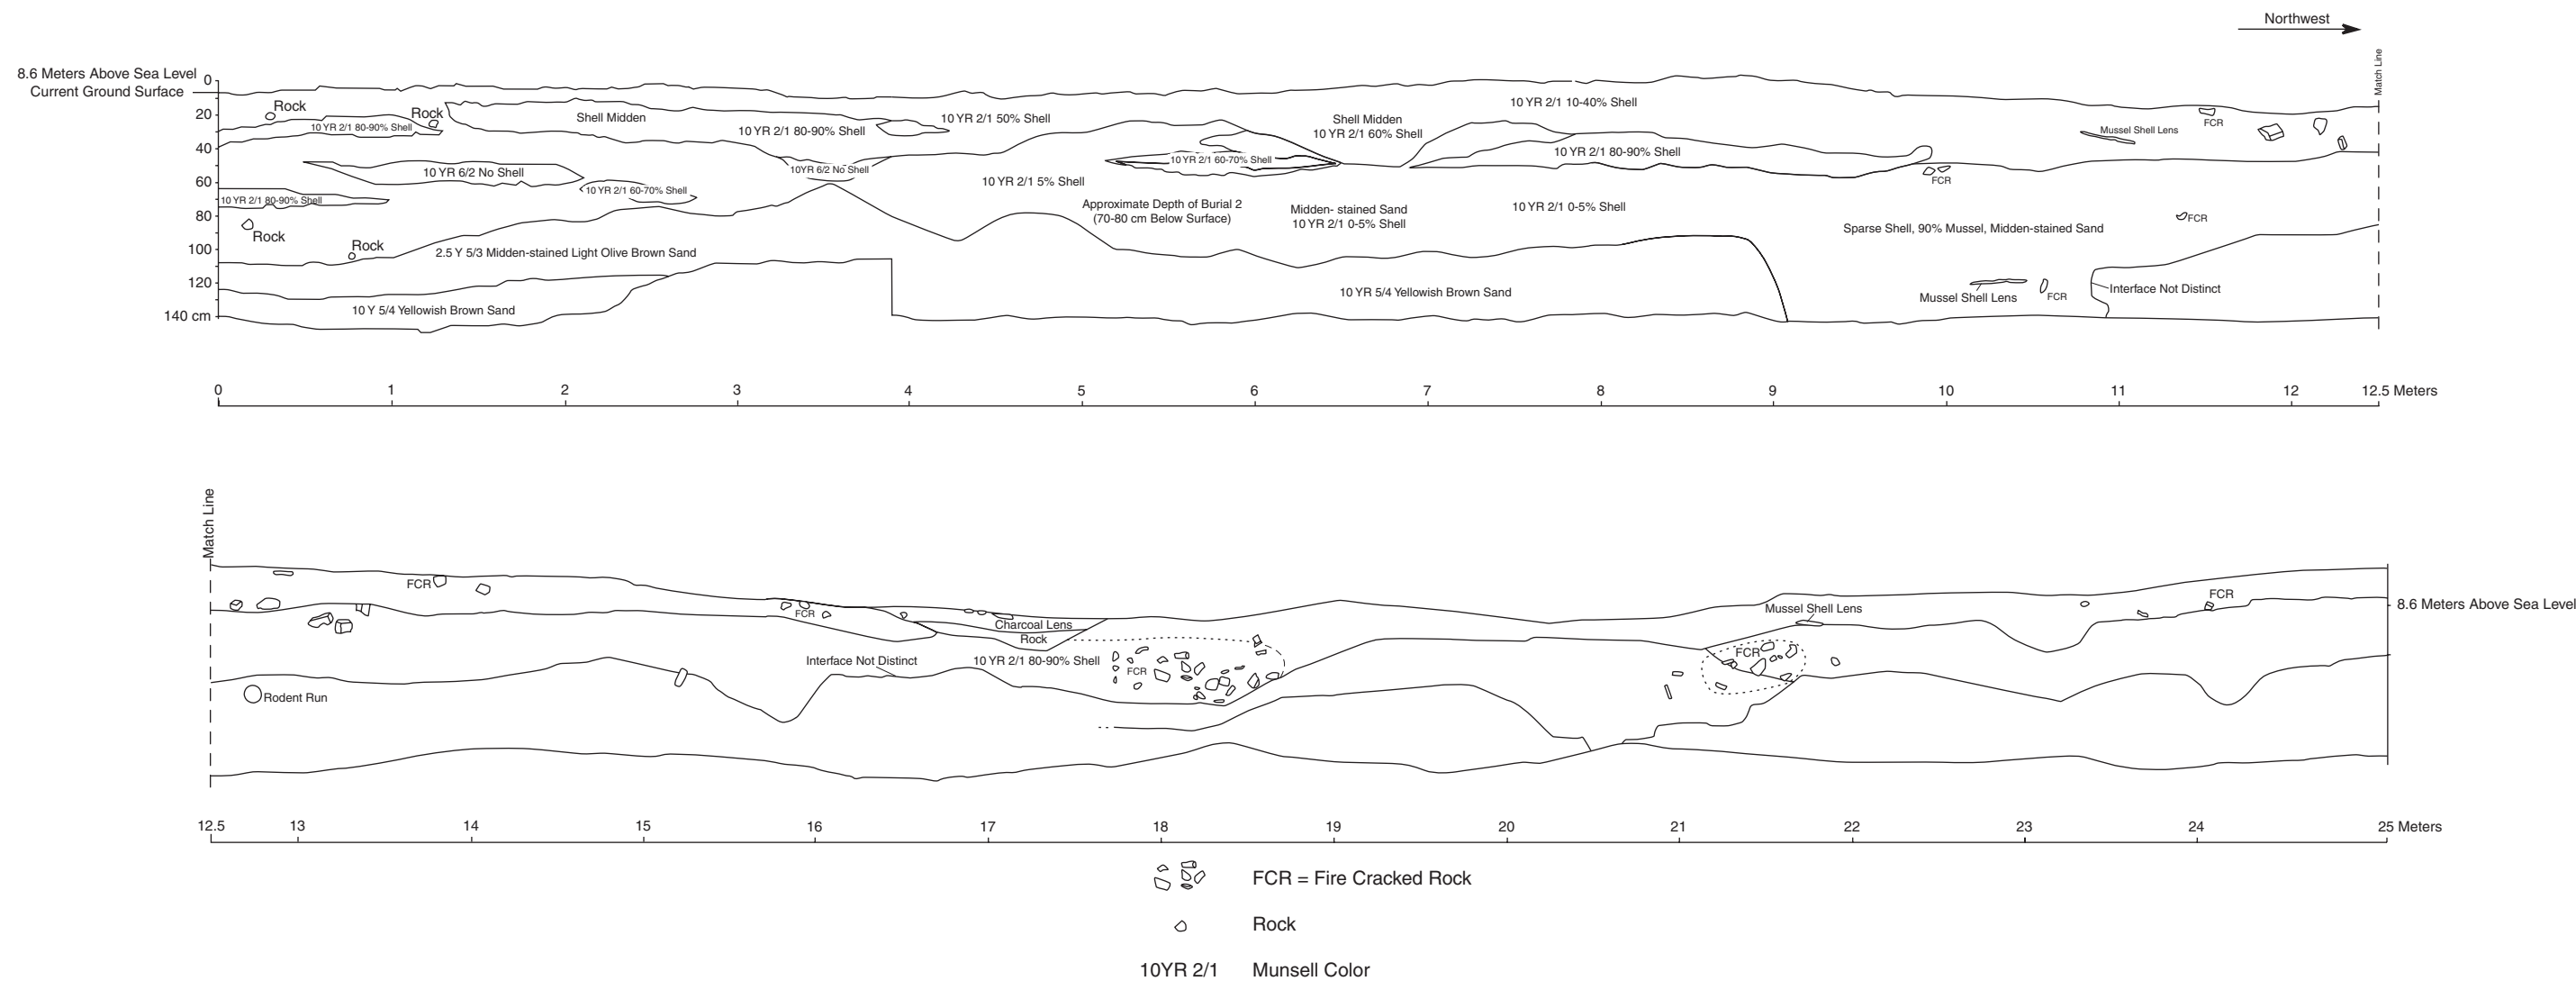 Northwest
Match Line
8.6 Meters Above Sea Level
Current Ground Surface
0
20
40
60
80
100
120
140 cm
Rock
Rock
10 YR 2/1 80-90% Shell
Shell Midden
10 YR 2/1 80-90% Shell
10 YR 2/1 50% Shell
Shell Midden
10 YR 2/1 60% Shell
10 YR 2/1 10-40% Shell
FCR
Mussel Shell Lens
10 YR 6/2 No Shell
10 YR 6/2 No Shell
10 YR 2/1 60-70% Shell
10 YR 2/1 80-90% Shell
10 YR 2/1 80-90% Shell
10 YR 2/1 60-70% Shell
10 YR 2/1 5% Shell
FCR
Approximate Depth of Burial 2
(70-80 cm Below Surface)
Midden- stained Sand
10 YR 2/1 0-5% Shell
10 YR 2/1 0-5% Shell
FCR
Sparse Shell, 90% Mussel, Midden-stained Sand
Rock
Rock
2.5 Y 5/3 Midden-stained Light Olive Brown Sand
10 Y 5/4 Yellowish Brown Sand
10 YR 5/4 Yellowish Brown Sand
Mussel Shell Lens
FCR
Interface Not Distinct
0 1 2 3 4 5 6 7 8 9 10 11 12 12.5 Meters
Match Line
FCR
FCR
Charcoal Lens
Rock
Mussel Shell Lens
FCR
8.6 Meters Above Sea Level
Interface Not Distinct
10 YR 2/1 80-90% Shell
FCR
FCR
Rodent Run
12.5 13 14 15 16 17 18 19 20 21 22 23 24 25 Meters
FCR = Fire Cracked Rock
Rock
10YR 2/1 Munsell Color